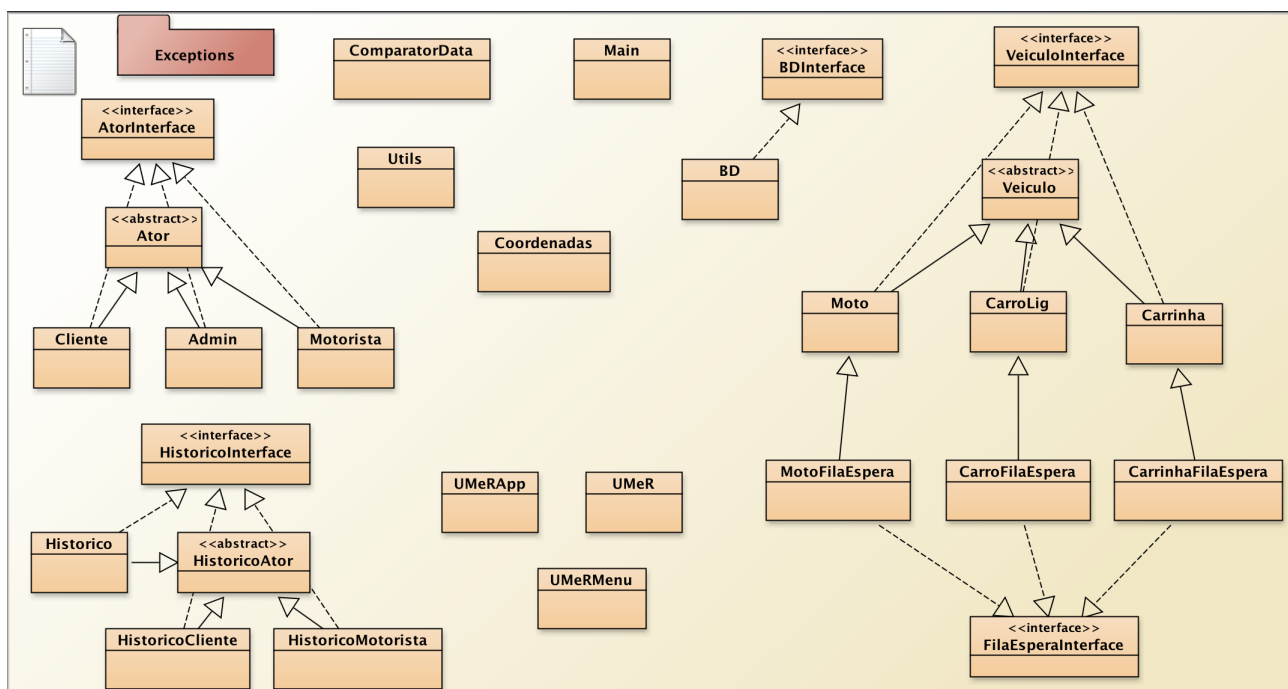 Exceptions
ComparatorData
Main
<<interface>>
BDInterface
<<interface>>
VeiculoInterface
<<interface>>
AtorInterface
Utils
BD
<<abstract>>
Veiculo
<<abstract>>
Ator
Coordenadas
Moto
CarroLig
Carrinha
Cliente
Admin
Motorista
<<interface>>
HistoricoInterface
MotoFilaEspera
CarroFilaEspera
CarrinhaFilaEspera
UMeRApp
UMeR
Historico
<<abstract>>
HistoricoAtor
UMeRMenu
HistoricoCliente
HistoricoMotorista
<<interface>>
FilaEsperaInterface